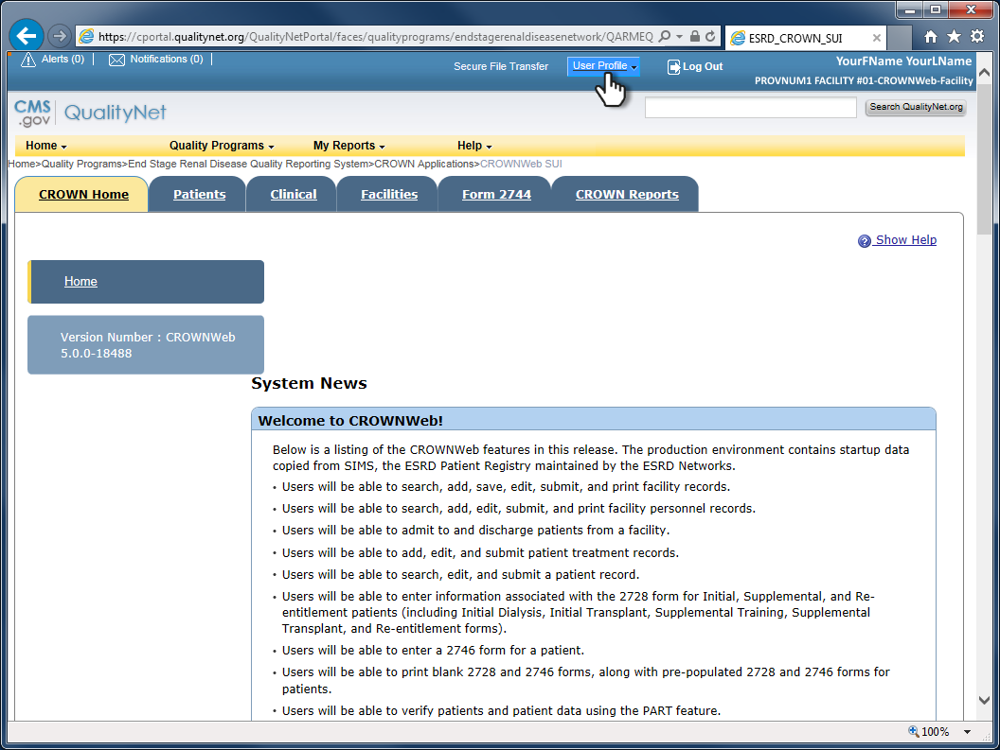 https://cportal.qualitynet.org/QualityNetPortal/faces/qualityprograms/endstagerenaldiseasenetwork/QARMEQ
ESRD_CROWN_SUI
Alerts (0) | Notifications (0) |
Secure File Transfer
User Profile
Log Out
YourFName YourLName
PROVNUM1 FACILITY #01-CROWNWeb-Facility
CMS
.gov
QualityNet
Search QualityNet.org
Home
Quality Programs
My Reports
Help
Home>Quality Programs>End Stage Renal Disease Quality Reporting System>CROWN Applications>CROWNWeb SUI
CROWN Home
Patients
Clinical
Facilities
Form 2744
CROWN Reports
? Show Help
Home
Version Number : CROWNWeb
5.0.0-18488
System News
Welcome to CROWNWeb!
Below is a listing of the CROWNWeb features in this release. The production environment contains startup data
copied from SIMS, the ESRD Patient Registry maintained by the ESRD Networks.
• Users will be able to search, add, save, edit, submit, and print facility records.
• Users will be able to search, add, edit, submit, and print facility personnel records.
• Users will be able to admit to and discharge patients from a facility.
• Users will be able to add, edit, and submit patient treatment records.
• Users will be able to search, edit, and submit a patient record.
• Users will be able to enter information associated with the 2728 form for Initial, Supplemental, and Re-
entitlement patients (including Initial Dialysis, Initial Transplant, Supplemental Training, Supplemental
Transplant, and Re-entitlement forms).
• Users will be able to enter a 2746 form for a patient.
• Users will be able to print blank 2728 and 2746 forms, along with pre-populated 2728 and 2746 forms for
patients.
• Users will be able to verify patients and patient data using the PART feature.
100%